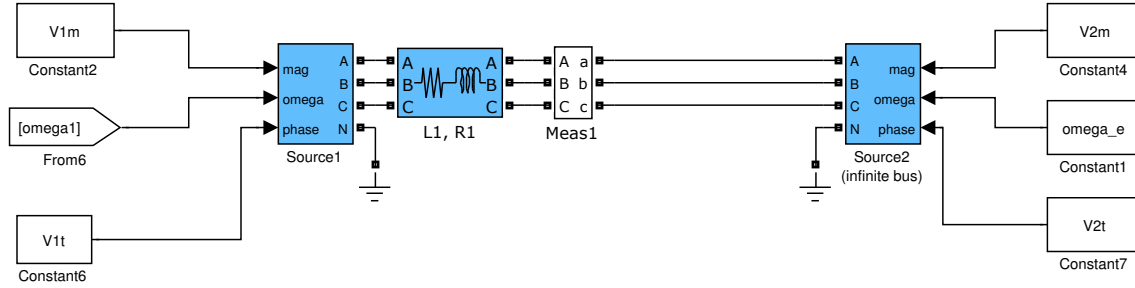 V1m
Constant2
[omega1]
From6
V1t
Constant6
mag
omega
phase
A
B
C
N
Source1
A A
B B
C C
L1, R1
A a
B b
C c
Meas1
A
B
C
N
mag
omega
phase
Source2
(infinite bus)
V2m
Constant4
omega_e
Constant1
V2t
Constant7